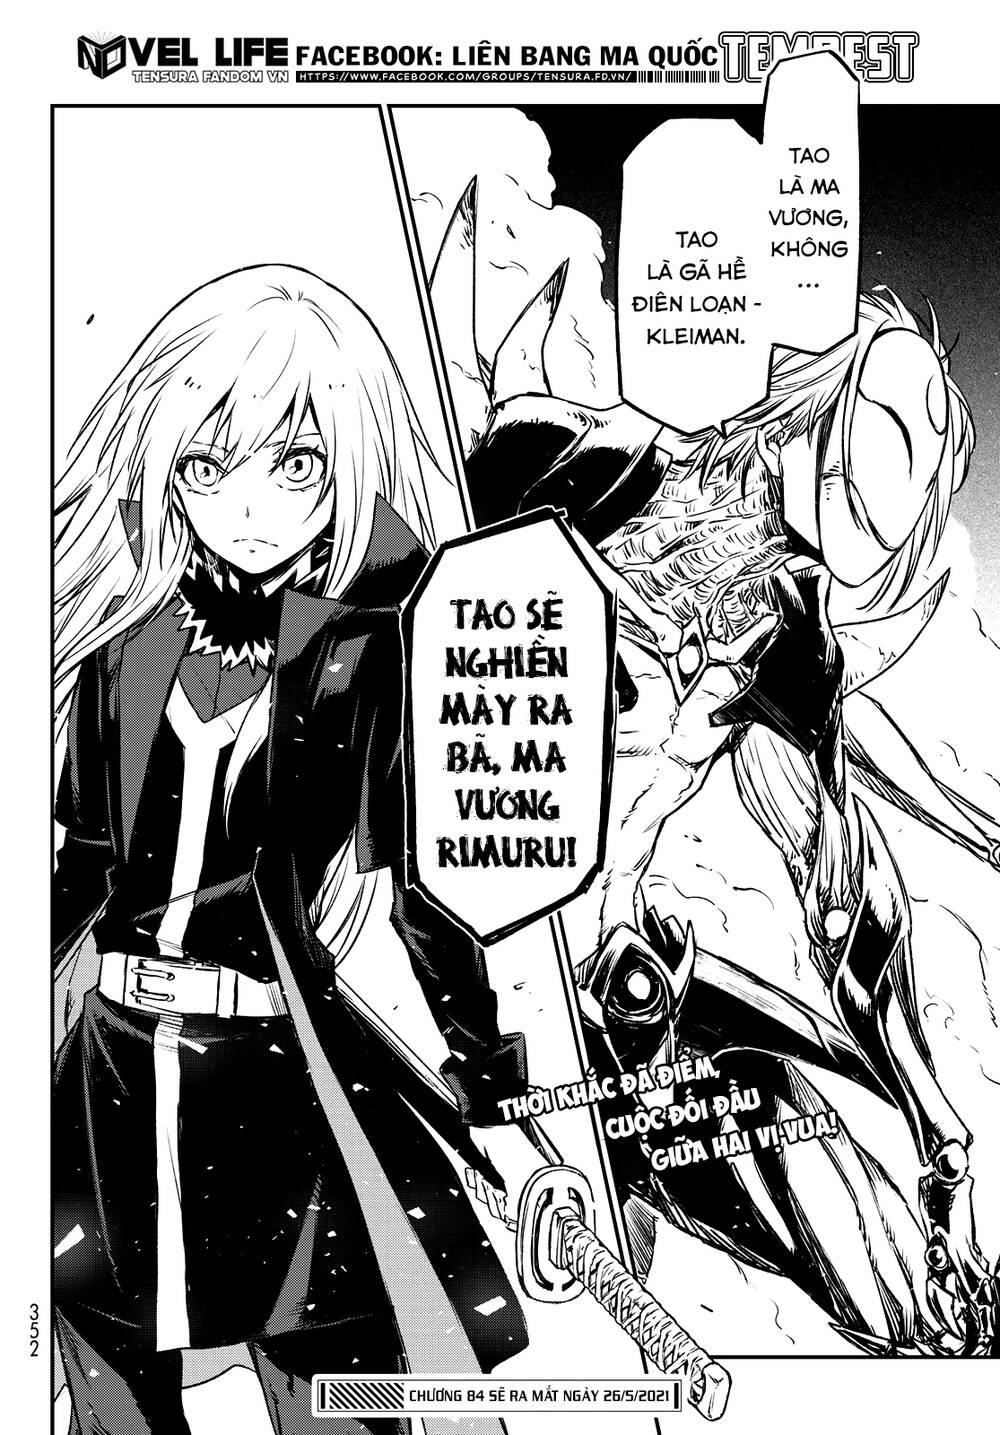 NOVEL LIFE
TENSURA FANDOM VN
FACEBOOK: LIÊN BANG MA QUỐC
HTTPS://WWW.FACEBOOK.COM/GROUPS/TENSURA.FD.VN/
TEMPEST
TAO
LÀ MA
VƯƠNG,
KHÔNG
...
TAO
LÀ GÃ HỀ
ĐIÊN LOẠN -
KLEIMAN.
TAO SẼ
NGHIỀN
MÀY RA
BÃ, MA
VƯƠNG
RIMURU!
THỜI KHẮC ĐÃ ĐIỂM,
CUỘC ĐỐI ĐẦU
GIỮA HAI VỊ VUA!
352
CHƯƠNG 84 SẼ RA MẮT NGÀY 26/5/2021